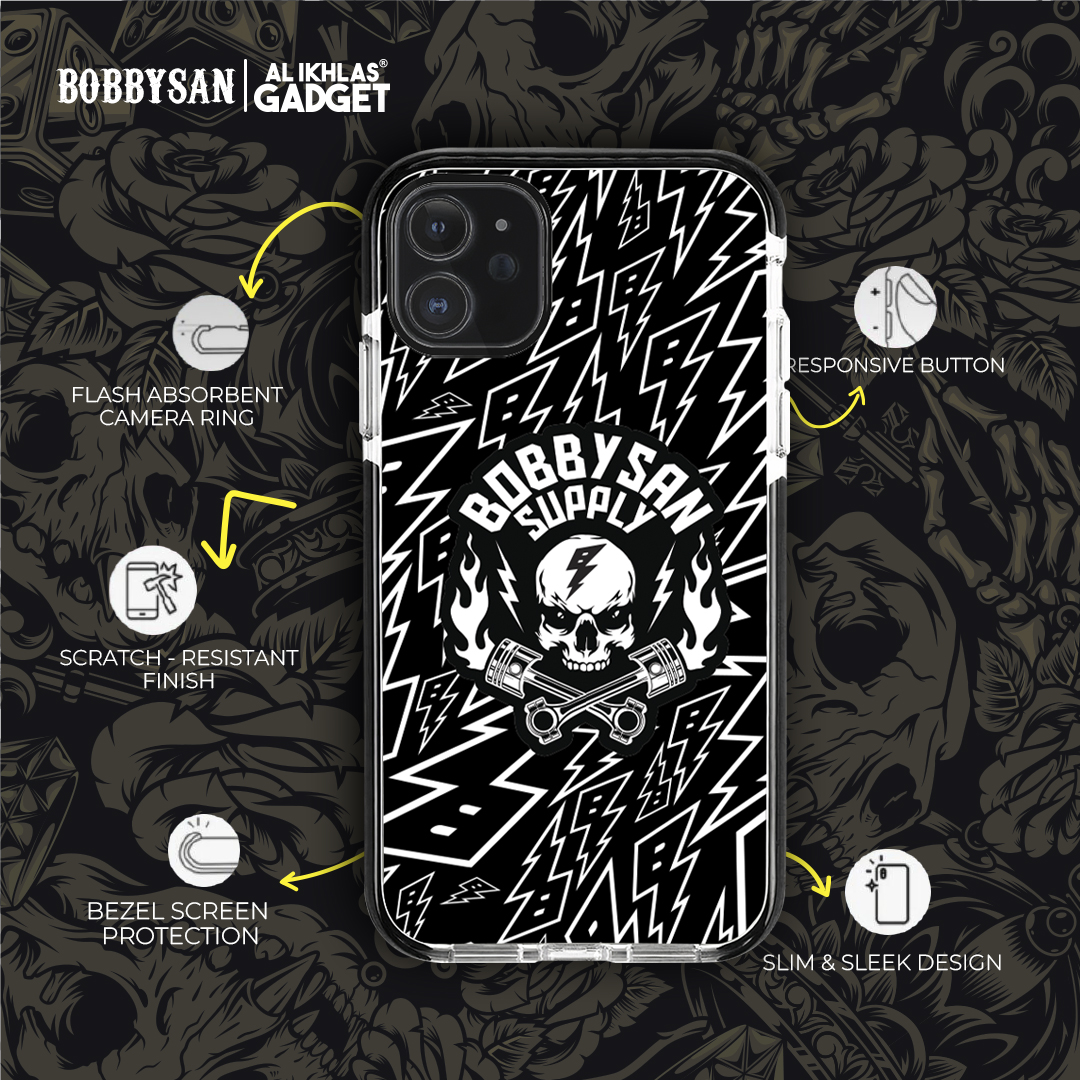 BOBBYSAN
AL IKHLAS®
GADGET
FLASH ABSORBENT
CAMERA RING
RESPONSIVE BUTTON
BOBBYSAN
SUPPLY
SCRATCH - RESISTANT
FINISH
BEZEL SCREEN
PROTECTION
SLIM & SLEEK DESIGN